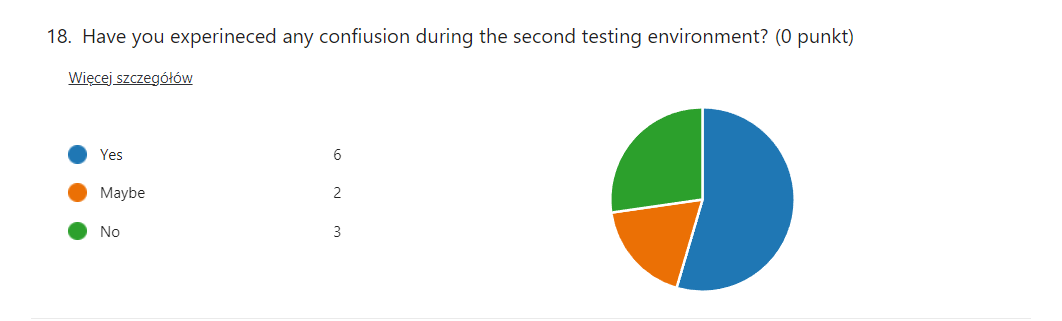 18. Have you experineced any confiusion during the second testing environment? (0 punkt)
Więcej szczegółów
Yes 6
Maybe 2
No 3